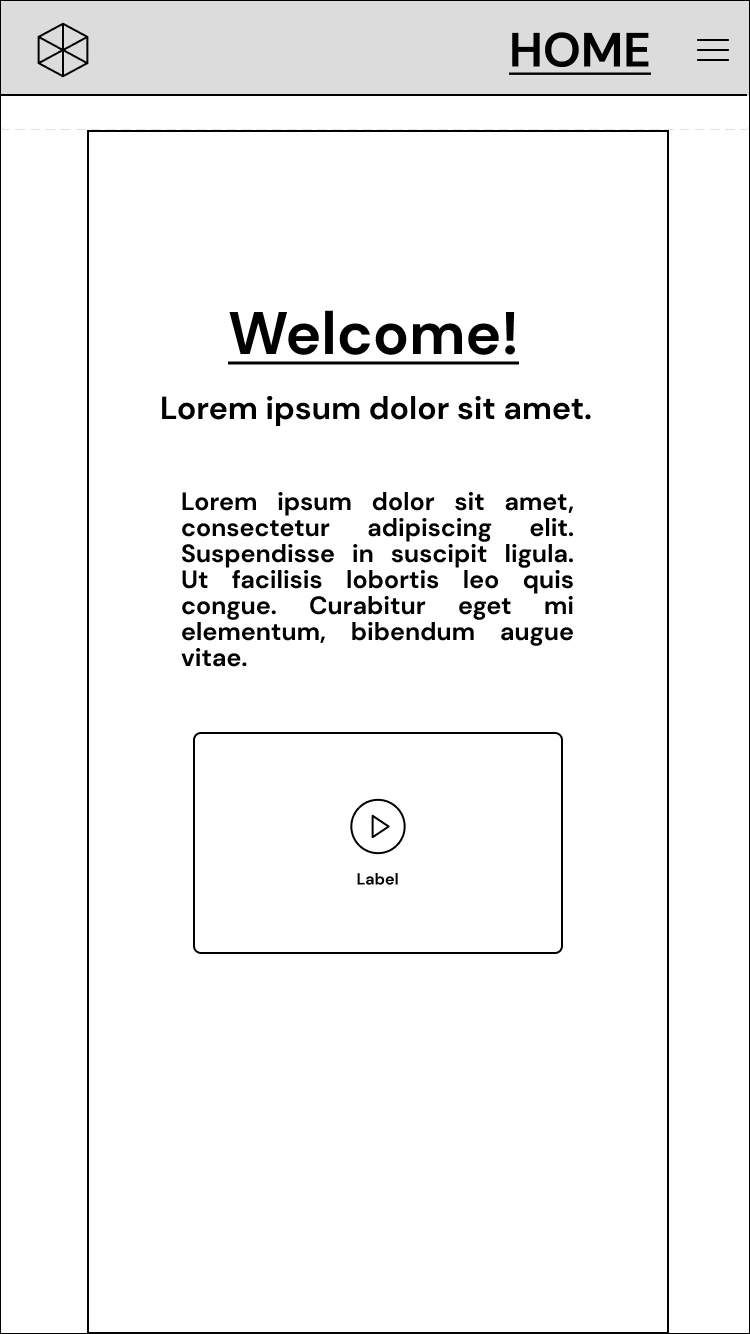 HOME
Welcome!
Lorem ipsum dolor sit amet.
Lorem ipsum dolor sit amet,
consectetur adipiscing elit.
Suspendisse in suscipit ligula.
Ut facilisis lobortis leo quis
congue. Curabitur eget mi
elementum, bibendum augue
vitae.
Label